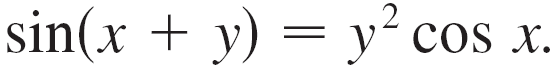 sin(x + y) = y² cos x.